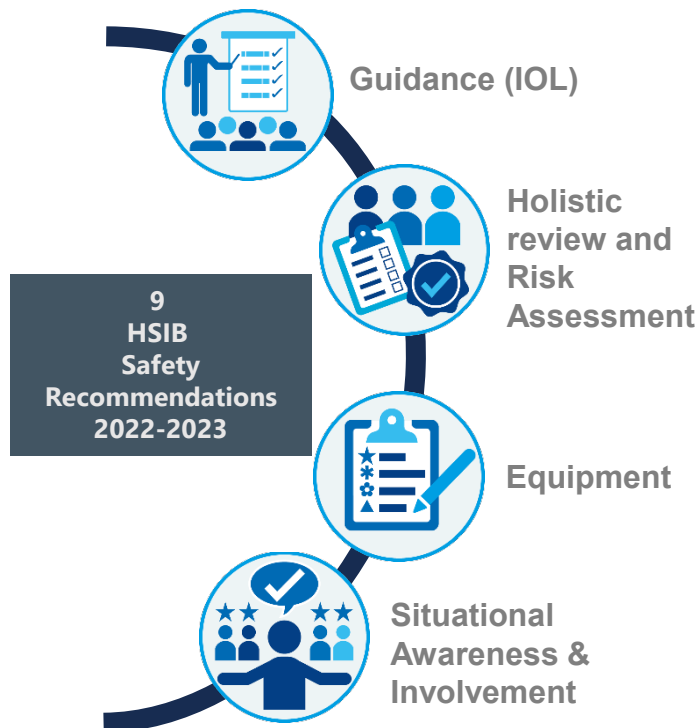 Guidance (IOL)
Holistic
review and
Risk
Assessment
9
HSIB
Safety
Recommendations
2022-2023
Equipment
Situational
Awareness &
Involvement